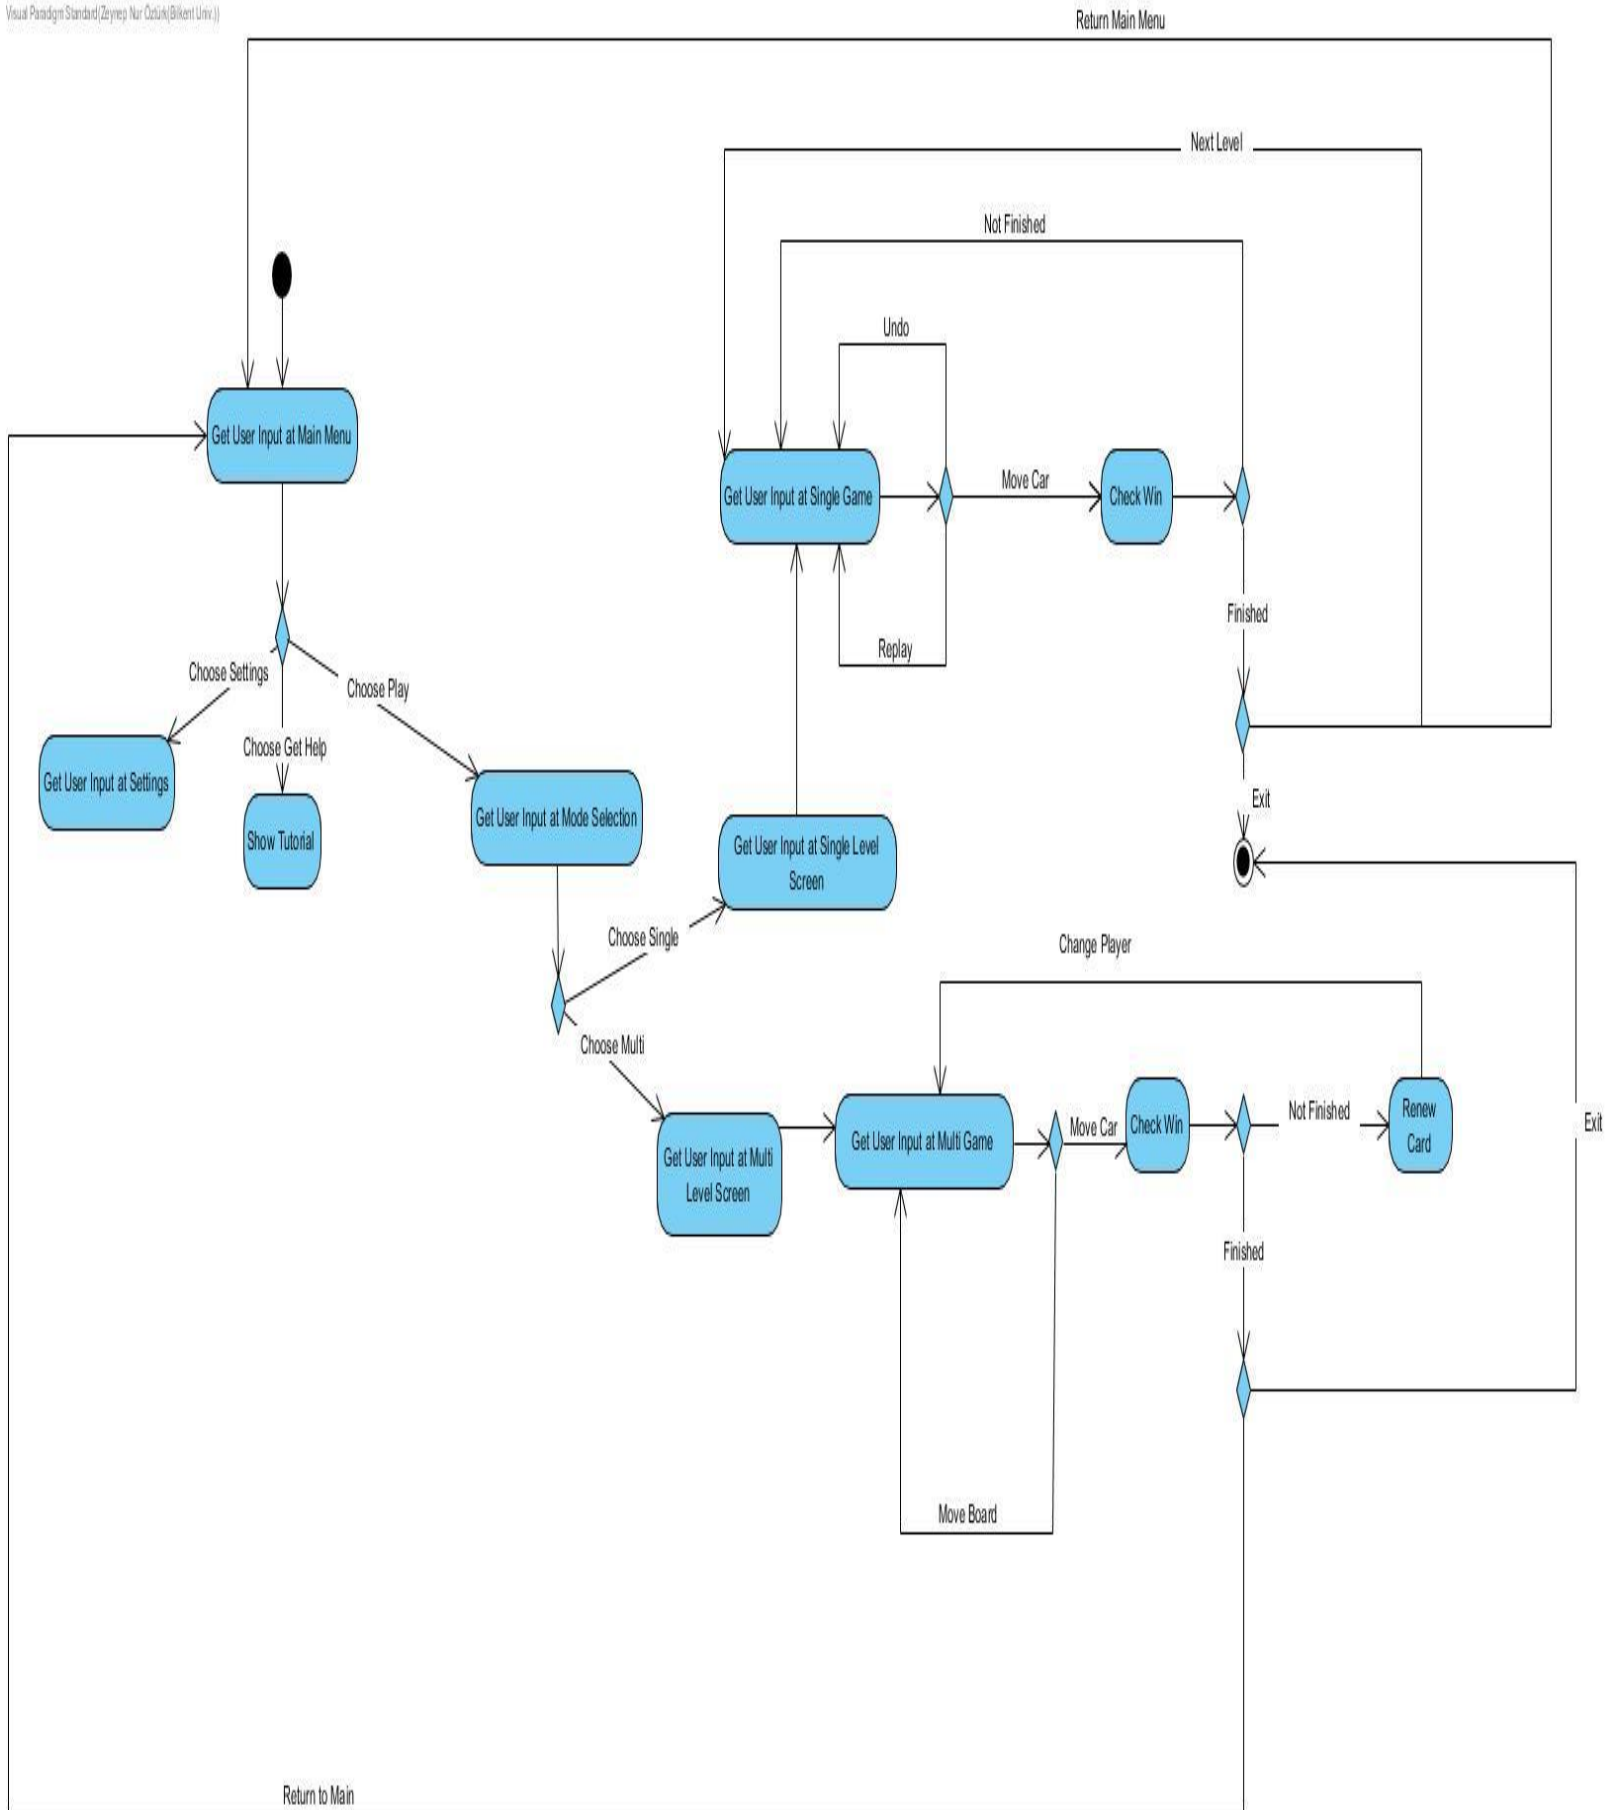 Visual Paradigm Standard(Zeynep Nur Öztürk(Bilkent Univ.))
Return Main Menu
Next Level
Not Finished
Undo
Get User Input at Main Menu
Get User Input at Single Game
Move Car
Check Win
Finished
Replay
Choose Settings
Choose Play
Choose Get Help
Get User Input at Settings
Show Tutorial
Get User Input at Mode Selection
Get User Input at Single Level
Screen
Exit
Choose Single
Change Player
Choose Multi
Get User Input at Multi
Level Screen
Get User Input at Multi Game
Move Car
Check Win
Not Finished
Renew
Card
Exit
Finished
Move Board
Return to Main